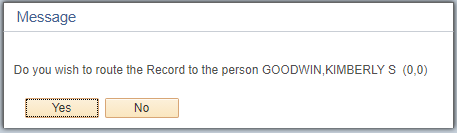 Message
Do you wish to route the Record to the person GOODWIN,KIMBERLY S  (0,0)
Yes No